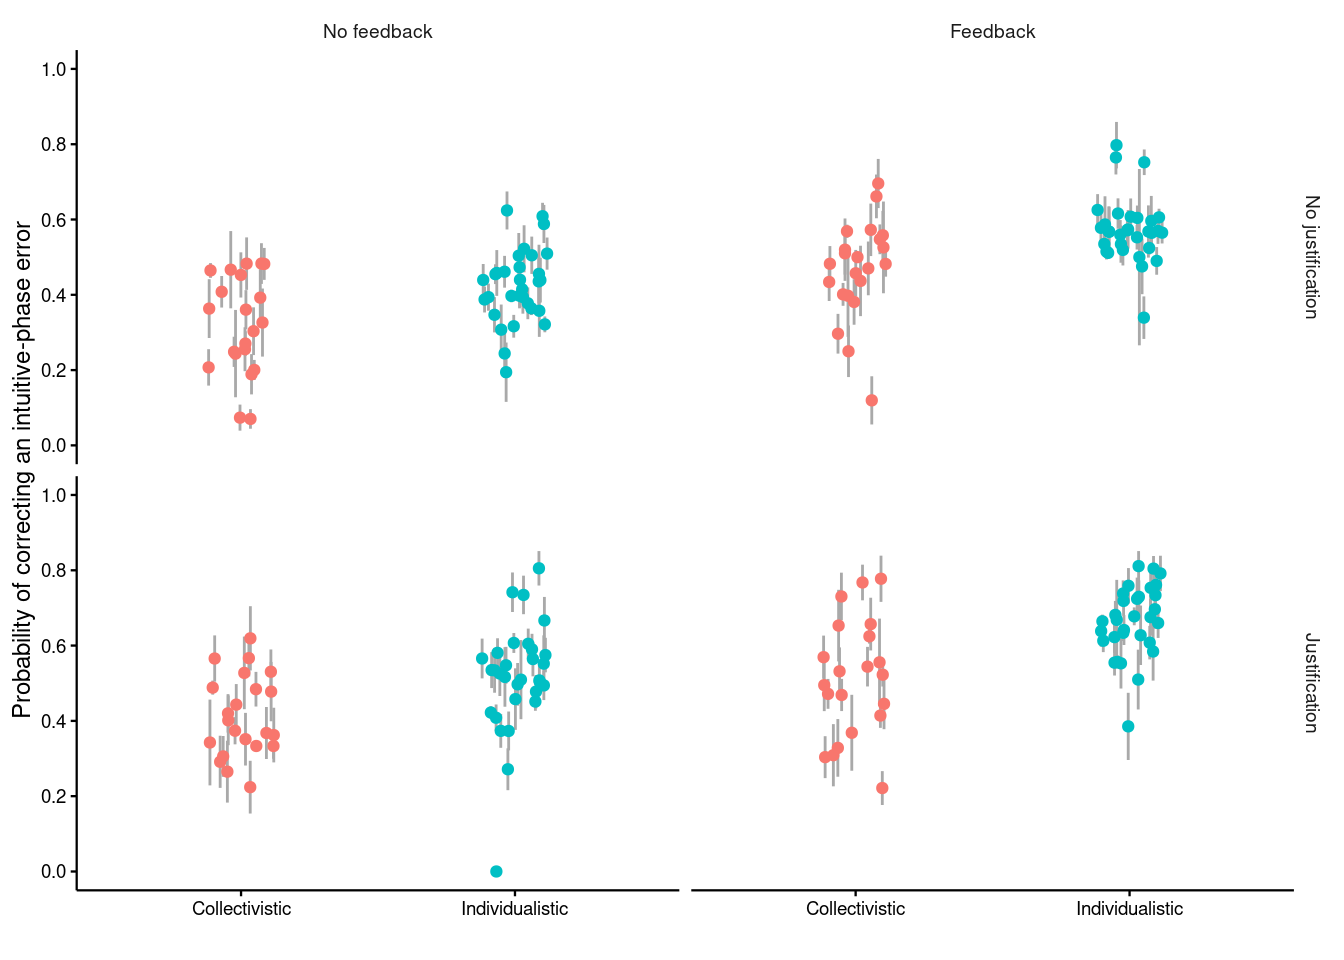 No feedback
Feedback
Probability of correcting an intuitive-phase error
1.0
0.8
0.6
0.4
0.2
0.0
No justification
1.0
0.8
0.6
0.4
0.2
0.0
Justification
Collectivistic
Individualistic
Collectivistic
Individualistic